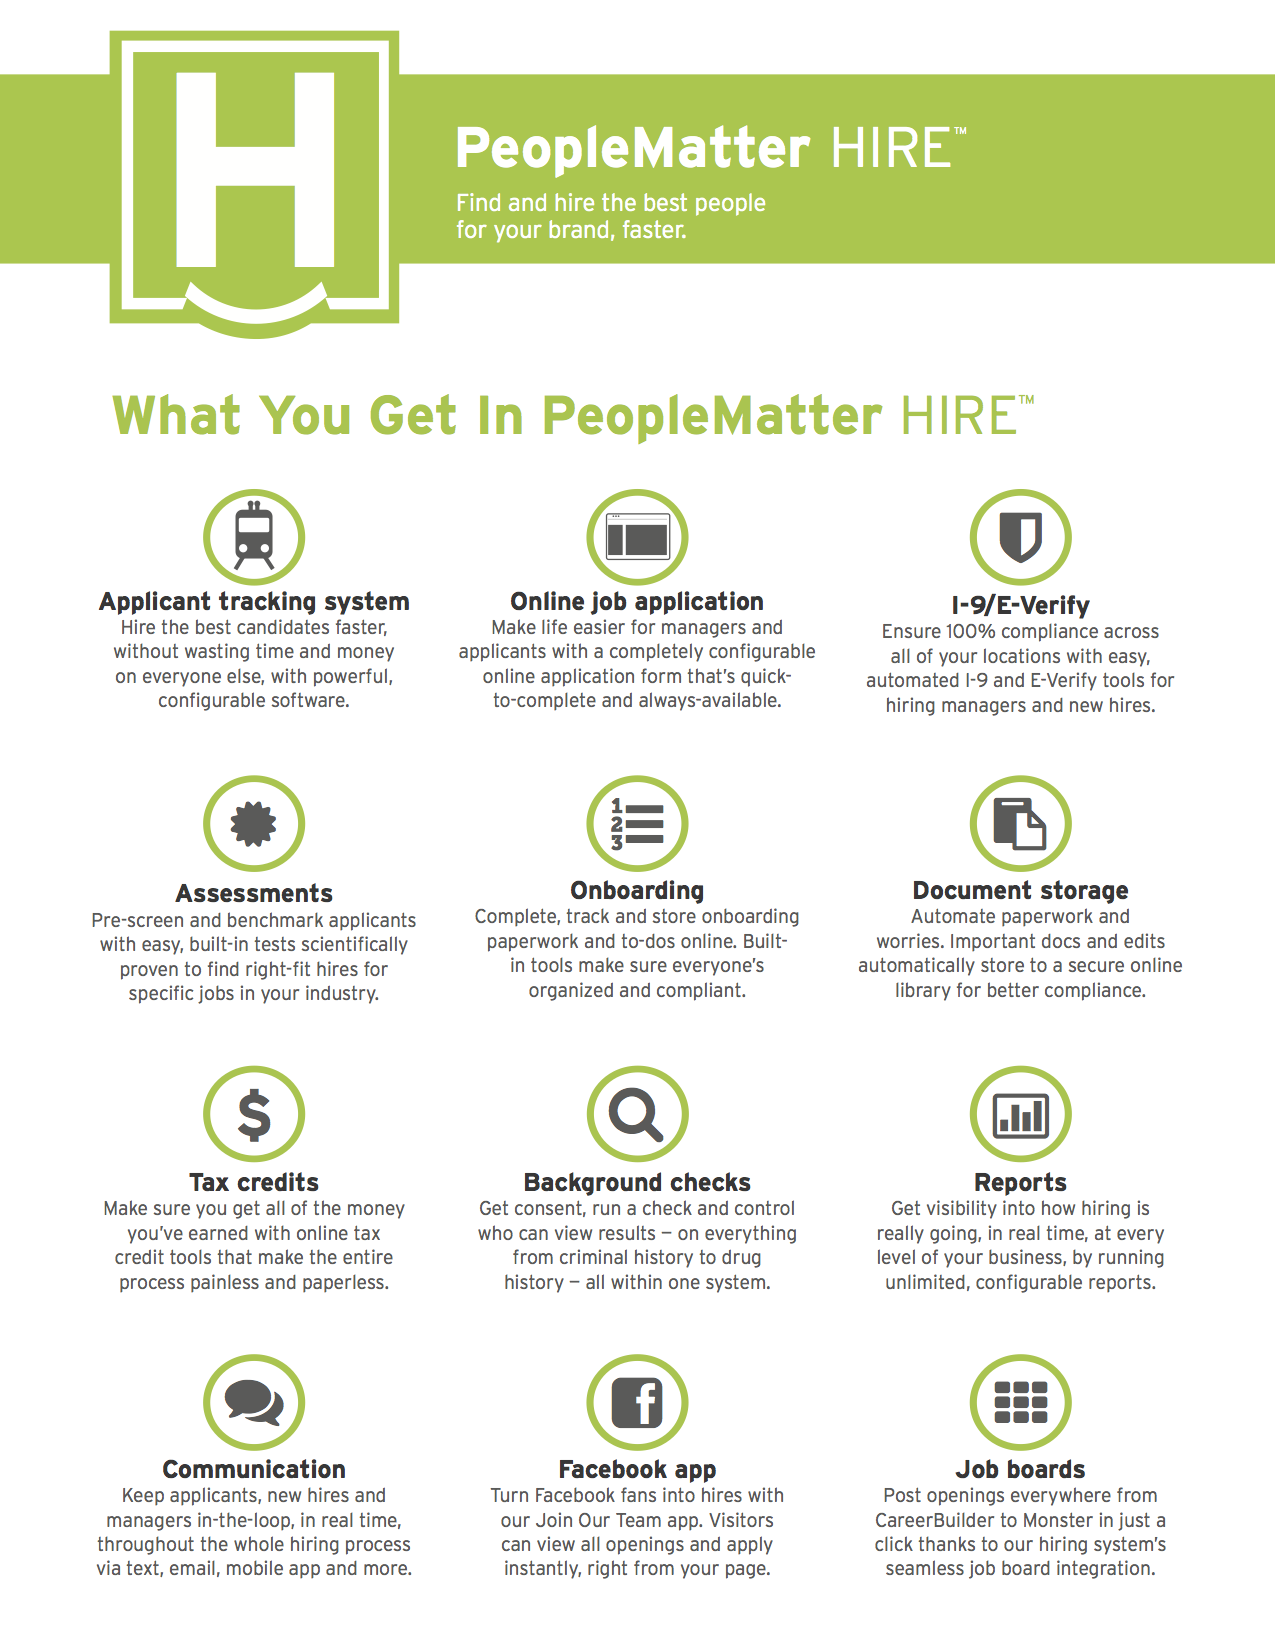 H
PeopleMatter HIRE™
Find and hire the best people
for your brand, faster.
What You Get In PeopleMatter HIRE™
Applicant tracking system
Hire the best candidates faster,
without wasting time and money
on everyone else, with powerful,
configurable software.
Online job application
Make life easier for managers and
applicants with a completely configurable
online application form that’s quick-
to-complete and always-available.
I-9/E-Verify
Ensure 100% compliance across
all of your locations with easy,
automated I-9 and E-Verify tools for
hiring managers and new hires.
Assessments
Pre-screen and benchmark applicants
with easy, built-in tests scientifically
proven to find right-fit hires for
specific jobs in your industry.
1
2
3
Onboarding
Complete, track and store onboarding
paperwork and to-dos online. Built-
in tools make sure everyone’s
organized and compliant.
Document storage
Automate paperwork and
worries. Important docs and edits
automatically store to a secure online
library for better compliance.
$
Tax credits
Make sure you get all of the money
you’ve earned with online tax
credit tools that make the entire
process painless and paperless.
Background checks
Get consent, run a check and control
who can view results – on everything
from criminal history to drug
history – all within one system.
Reports
Get visibility into how hiring is
really going, in real time, at every
level of your business, by running
unlimited, configurable reports.
Communication
Keep applicants, new hires and
managers in-the-loop, in real time,
throughout the whole hiring process
via text, email, mobile app and more.
f
Facebook app
Turn Facebook fans into hires with
our Join Our Team app. Visitors
can view all openings and apply
instantly, right from your page.
Job boards
Post openings everywhere from
CareerBuilder to Monster in just a
click thanks to our hiring system’s
seamless job board integration.